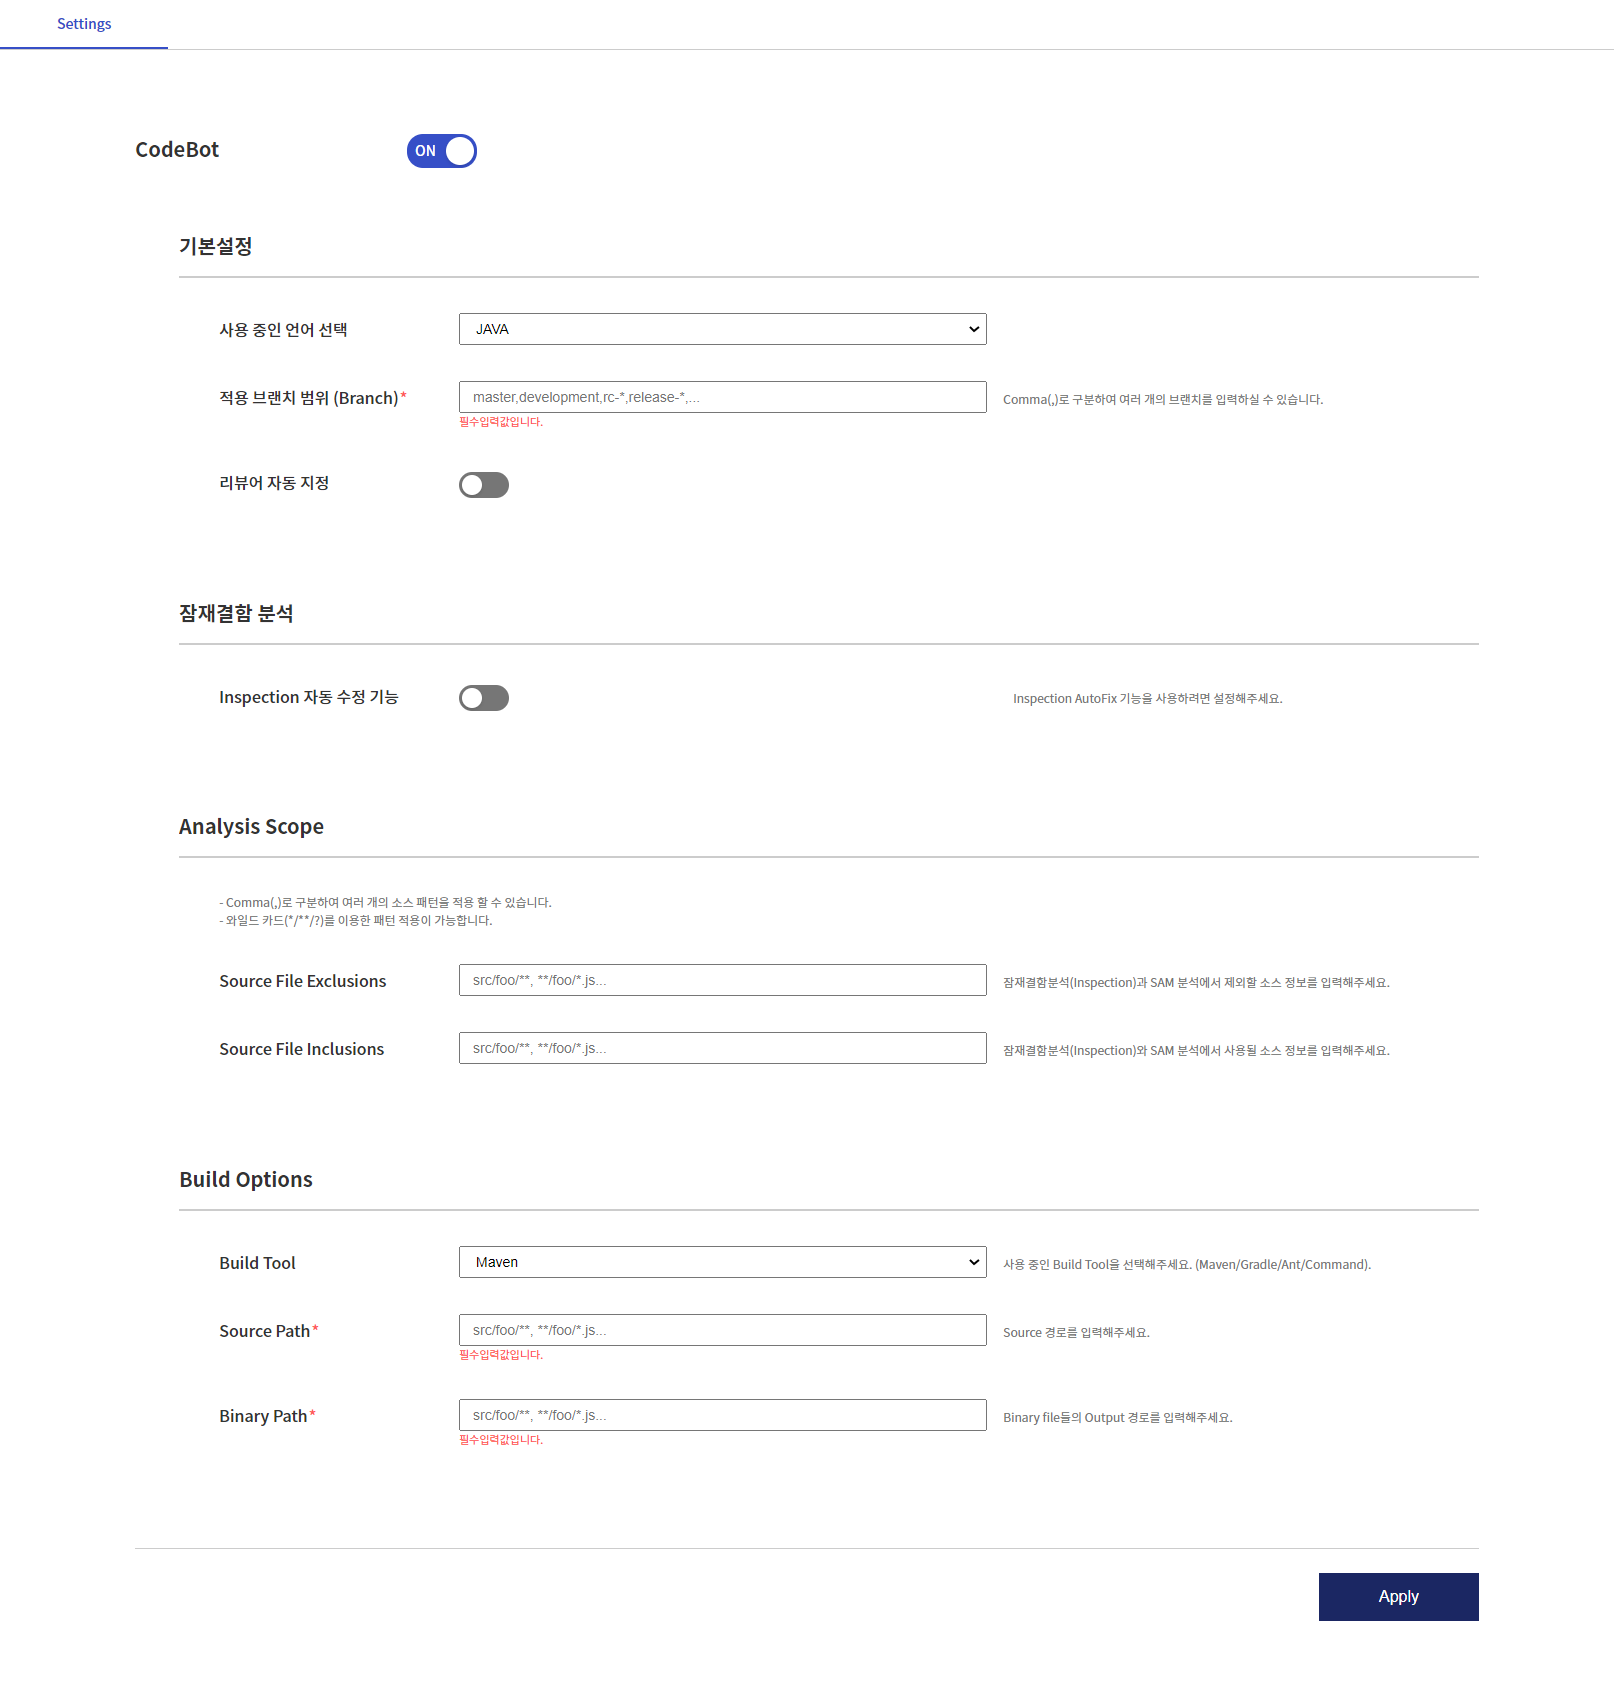 Settings
CodeBot
ON
기본설정
사용 중인 언어 선택
JAVA
적용 브랜치 범위 (Branch)*
master,development,rc-*,release-*,...
Comma(,)로 구분하여 여러 개의 브랜치를 입력하실 수 있습니다.
필수입력값입니다.
리뷰어 자동 지정
잠재결함 분석
Inspection 자동 수정 기능
Inspection AutoFix 기능을 사용하려면 설정해주세요.
Analysis Scope
- Comma(,)로 구분하여 여러 개의 소스 패턴을 적용 할 수 있습니다.
- 와일드 카드(*/**/?)를 이용한 패턴 적용이 가능합니다.
Source File Exclusions
src/foo/**, **/foo/*.js...
잠재결함분석(Inspection)과 SAM 분석에서 제외할 소스 정보를 입력해주세요.
Source File Inclusions
src/foo/**, **/foo/*.js...
잠재결함분석(Inspection)와 SAM 분석에서 사용될 소스 정보를 입력해주세요.
Build Options
Build Tool
Maven
사용 중인 Build Tool을 선택해주세요. (Maven/Gradle/Ant/Command).
Source Path*
src/foo/**, **/foo/*.js...
Source 경로를 입력해주세요.
필수입력값입니다.
Binary Path*
src/foo/**, **/foo/*.js...
Binary file들의 Output 경로를 입력해주세요.
필수입력값입니다.
Apply